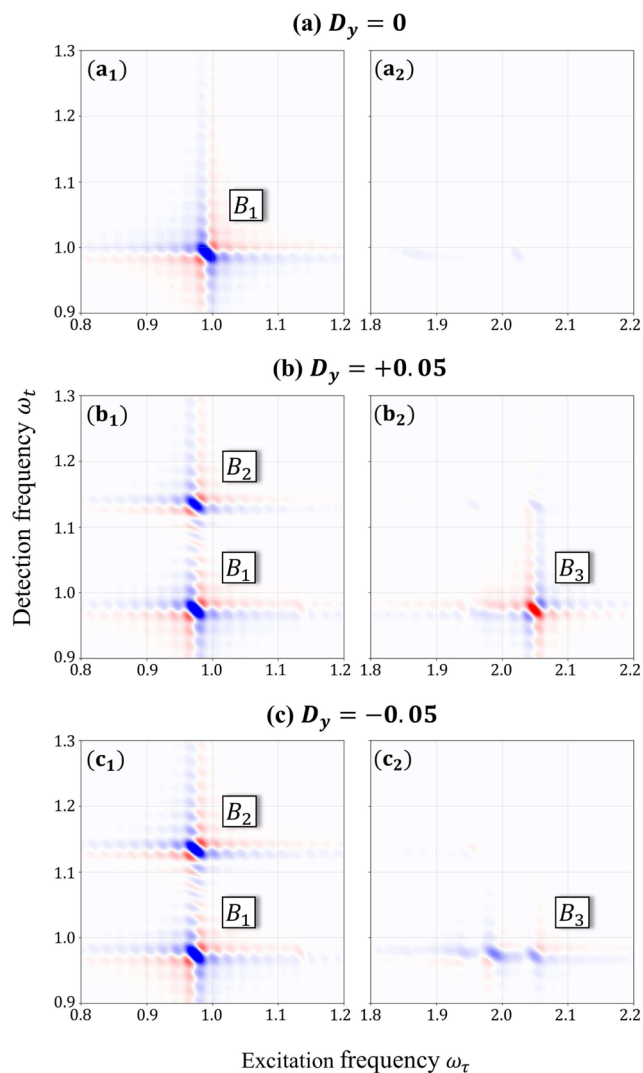 (a) D_y = 0
(a₁)
(a₂)
1.3
1.2
1.1
1.0
0.9
B₁
0.8 0.9 1.0 1.1 1.2
1.8 1.9 2.0 2.1 2.2
(b) D_y = +0.05
(b₁)
(b₂)
1.3
1.2
1.1
1.0
0.9
B₂
B₁
B₃
0.8 0.9 1.0 1.1 1.2
1.8 1.9 2.0 2.1 2.2
Detection frequency ω_t
(c) D_y = −0.05
(c₁)
(c₂)
1.3
1.2
1.1
1.0
0.9
B₂
B₁
B₃
0.8 0.9 1.0 1.1 1.2
1.8 1.9 2.0 2.1 2.2
Excitation frequency ω_τ